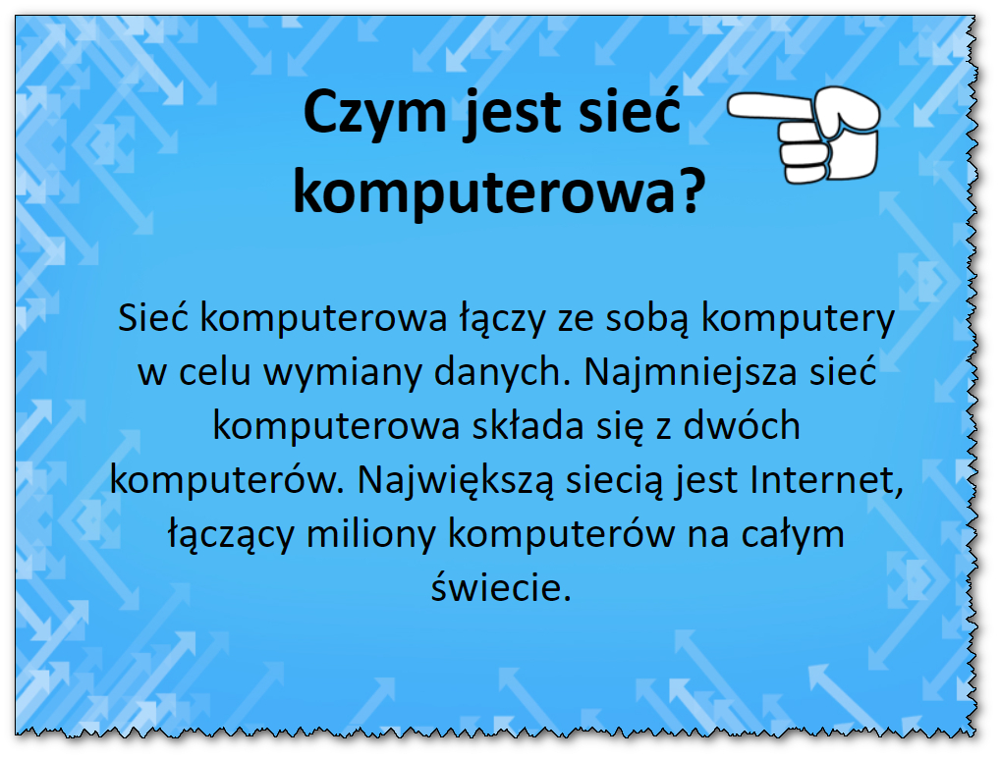 Czym jest sieć
komputerowa?
Sieć komputerowa łączy ze sobą komputery
w celu wymiany danych. Najmniejsza sieć
komputerowa składa się z dwóch
komputerów. Największą siecią jest Internet,
łączący miliony komputerów na całym
świecie.